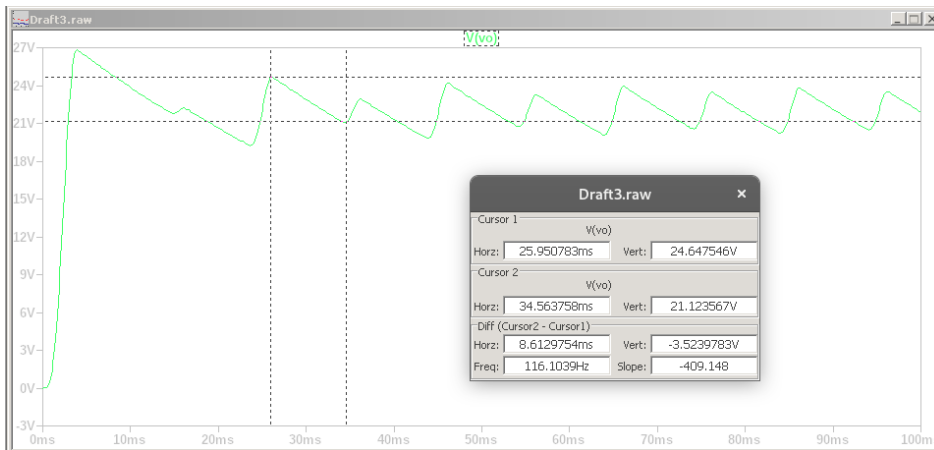 Draft3.raw
V(vo)
27V
24V
21V
18V
15V
12V
9V
6V
3V
0V
-3V
0ms 10ms 20ms 30ms 40ms 50ms 60ms 70ms 80ms 90ms 100ms
Draft3.raw ×
Cursor 1
V(vo)
Horz: 25.950783ms Vert: 24.647546V
Cursor 2
V(vo)
Horz: 34.563758ms Vert: 21.123567V
Diff (Cursor2 - Cursor1)
Horz: 8.6129754ms Vert: -3.5239783V
Freq: 116.1039Hz Slope: -409.148